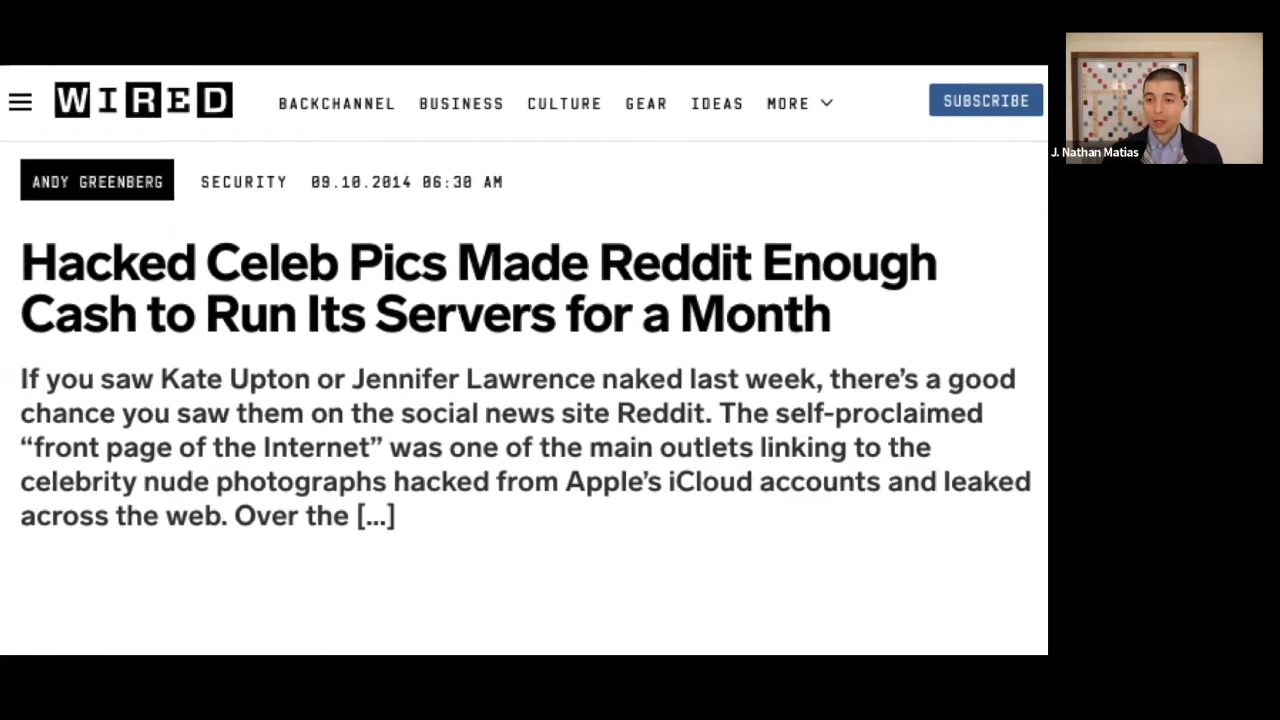 WIRED
BACKCHANNEL BUSINESS CULTURE GEAR IDEAS MORE
SUBSCRIBE
J. Nathan Matias
ANDY GREENBERG SECURITY 09.10.2014 06:30 AM
Hacked Celeb Pics Made Reddit Enough
Cash to Run Its Servers for a Month
If you saw Kate Upton or Jennifer Lawrence naked last week, there’s a good
chance you saw them on the social news site Reddit. The self-proclaimed
“front page of the Internet” was one of the main outlets linking to the
celebrity nude photographs hacked from Apple’s iCloud accounts and leaked
across the web. Over the [...]